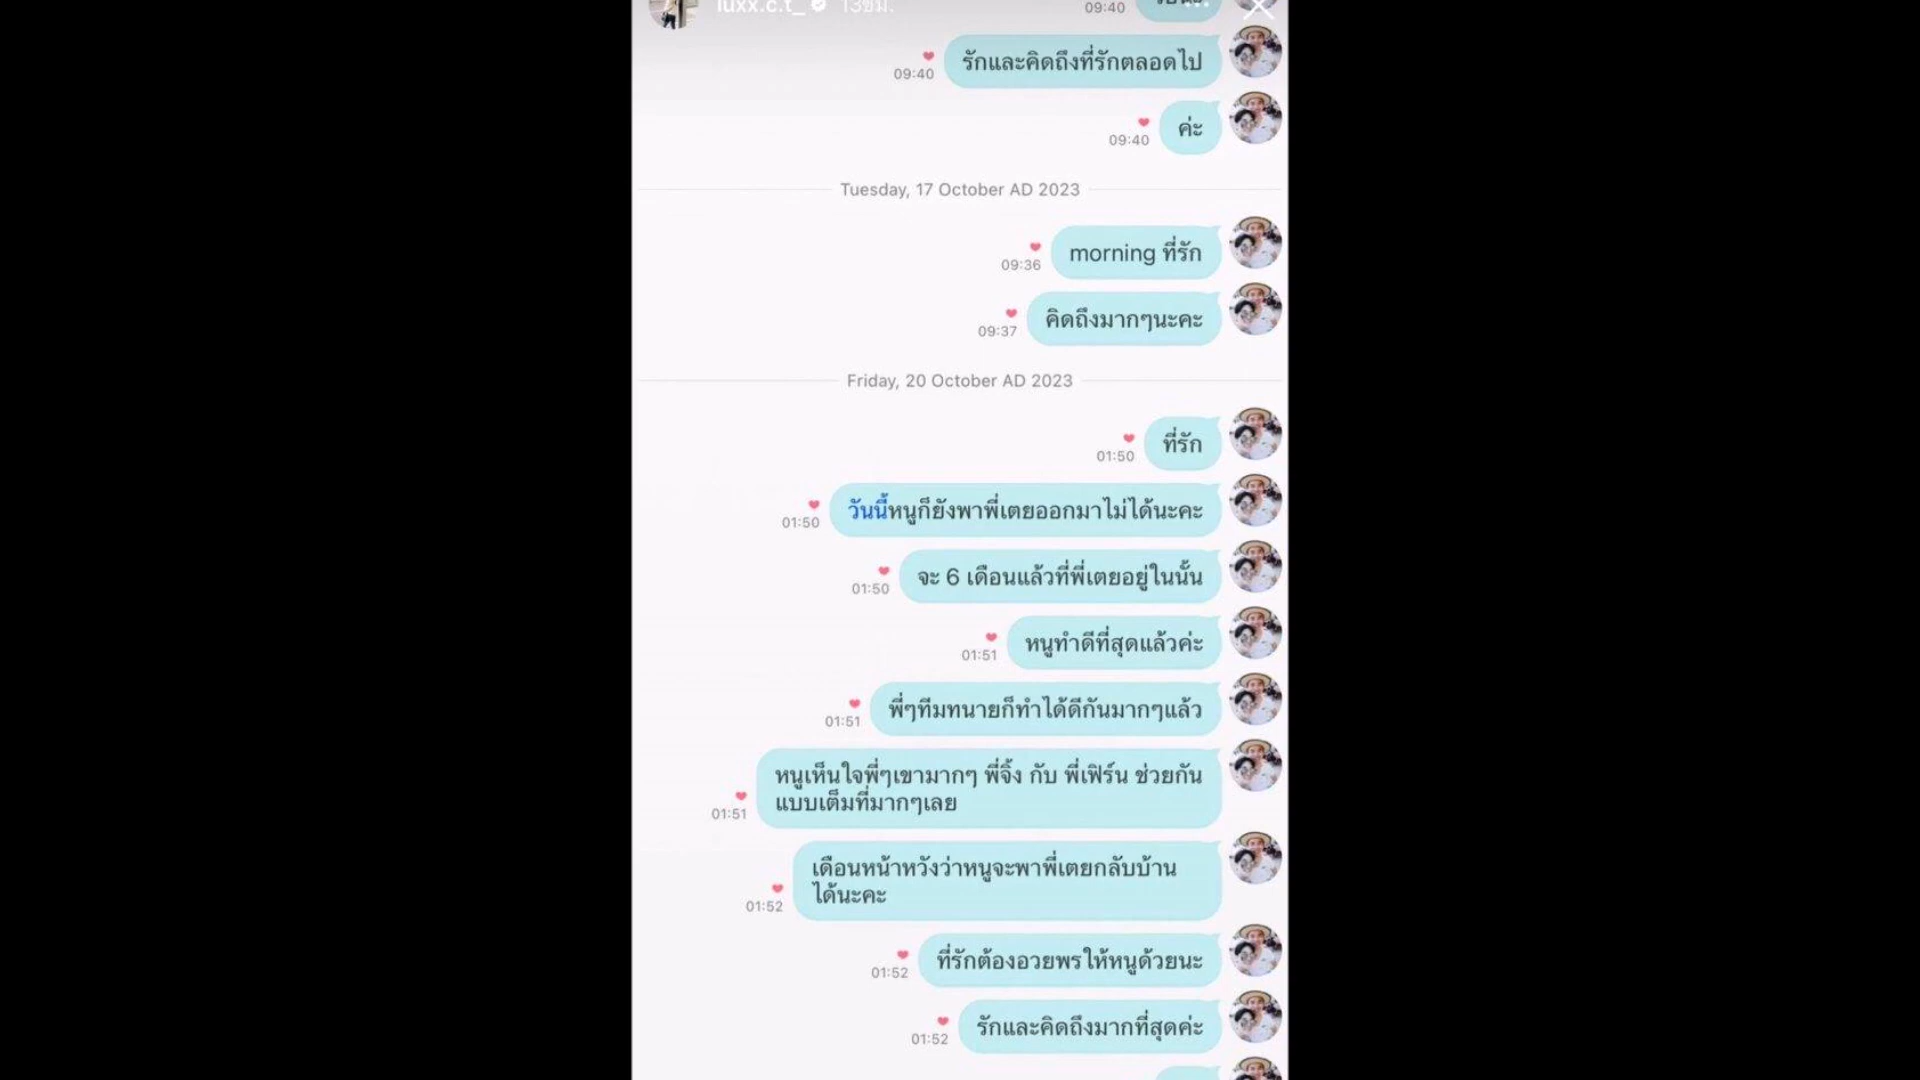 luxx.c.t_ 13ชม.
09:40
รักและคิดถึงที่รักตลอดไป
09:40
ค่ะ
09:40
Tuesday, 17 October AD 2023
morning ที่รัก
09:36
คิดถึงมากๆนะคะ
09:37
Friday, 20 October AD 2023
ที่รัก
01:50
วันนี้หนูก็ยังพาพี่เตยออกมาไม่ได้นะคะ
01:50
จะ 6 เดือนแล้วที่พี่เตยอยู่ในนั้น
01:50
หนูทำดีที่สุดแล้วค่ะ
01:51
พี่ๆทีมทนายก็ทำได้ดีกันมากๆแล้ว
01:51
หนูเห็นใจพี่ๆเขามากๆ พี่จิ้ง กับ พี่เฟิร์น ช่วยกัน
แบบเต็มที่มากๆเลย
01:51
เดือนหน้าหวังว่าหนูจะพาพี่เตยกลับบ้าน
ได้นะคะ
01:52
ที่รักต้องอวยพรให้หนูด้วยนะ
01:52
รักและคิดถึงมากที่สุดค่ะ
01:52